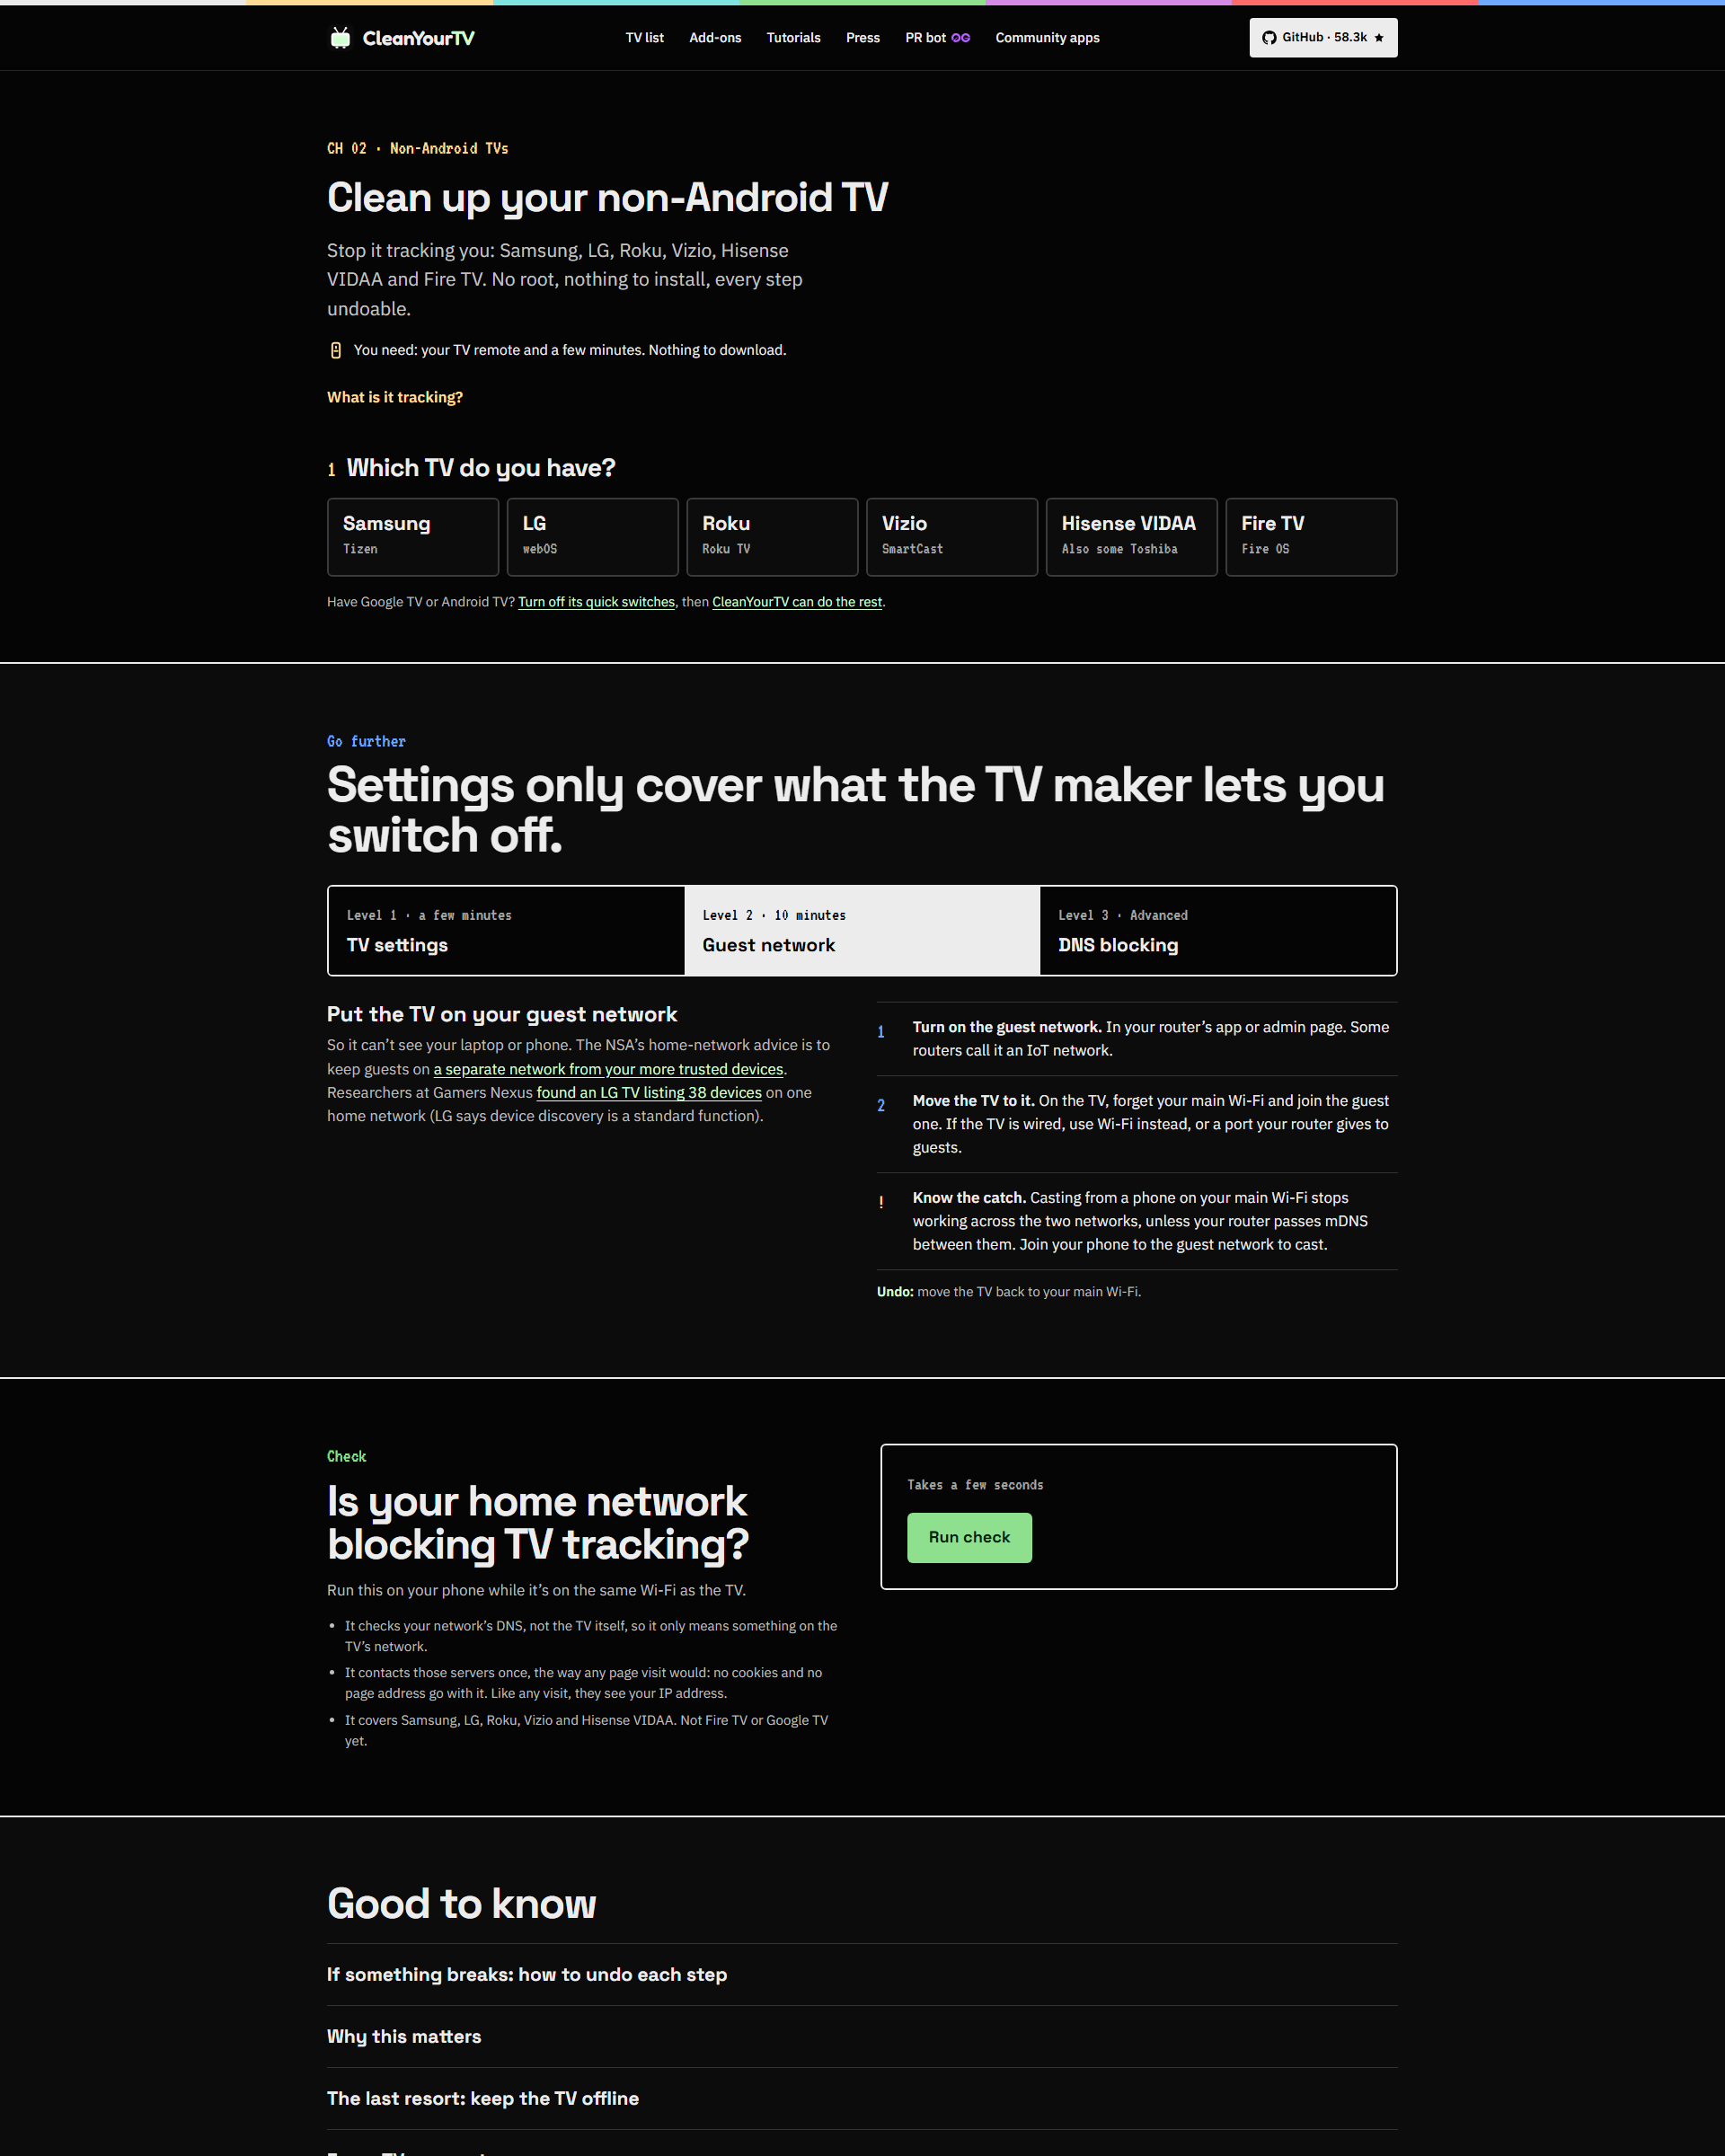 CleanYourTV
TV list
Add-ons
Tutorials
Press
PR bot
Community apps
GitHub · 58.3k ★
CH 02 · Non-Android TVs
Clean up your non-Android TV
Stop it tracking you: Samsung, LG, Roku, Vizio, Hisense
VIDAA and Fire TV. No root, nothing to install, every step
undoable.
You need: your TV remote and a few minutes. Nothing to download.
What is it tracking?
1 Which TV do you have?
Samsung
Tizen
LG
webOS
Roku
Roku TV
Vizio
SmartCast
Hisense VIDAA
Also some Toshiba
Fire TV
Fire OS
Have Google TV or Android TV? Turn off its quick switches, then CleanYourTV can do the rest.
Go further
Settings only cover what the TV maker lets you
switch off.
Level 1 · a few minutes
TV settings
Level 2 · 10 minutes
Guest network
Level 3 · Advanced
DNS blocking
Put the TV on your guest network
So it can’t see your laptop or phone. The NSA’s home-network advice is to
keep guests on a separate network from your more trusted devices.
Researchers at Gamers Nexus found an LG TV listing 38 devices on one
home network (LG says device discovery is a standard function).
1 Turn on the guest network. In your router’s app or admin page. Some
routers call it an IoT network.
2 Move the TV to it. On the TV, forget your main Wi-Fi and join the guest
one. If the TV is wired, use Wi-Fi instead, or a port your router gives to
guests.
! Know the catch. Casting from a phone on your main Wi-Fi stops
working across the two networks, unless your router passes mDNS
between them. Join your phone to the guest network to cast.
Undo: move the TV back to your main Wi-Fi.
Check
Is your home network
blocking TV tracking?
Run this on your phone while it’s on the same Wi-Fi as the TV.
• It checks your network’s DNS, not the TV itself, so it only means something on the
TV’s network.
• It contacts those servers once, the way any page visit would: no cookies and no
page address go with it. Like any visit, they see your IP address.
• It covers Samsung, LG, Roku, Vizio and Hisense VIDAA. Not Fire TV or Google TV
yet.
Takes a few seconds
Run check
Good to know
If something breaks: how to undo each step
Why this matters
The last resort: keep the TV offline